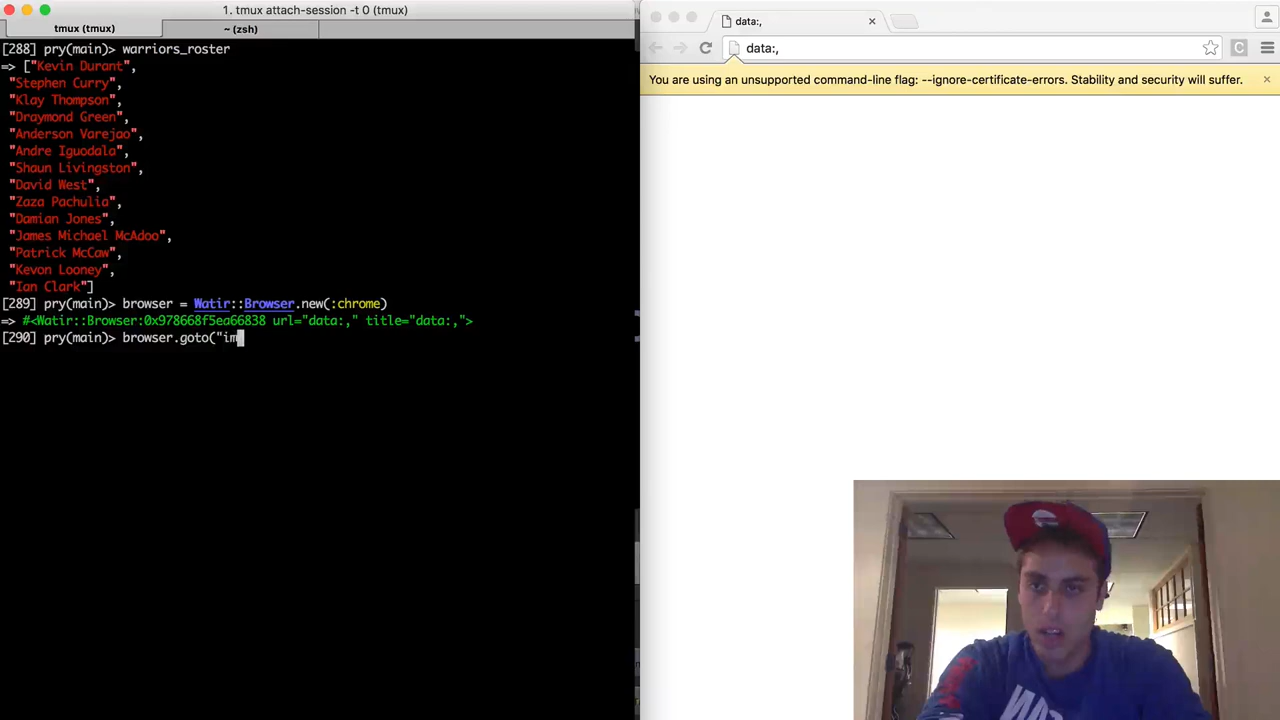 1. tmux attach-session -t 0 (tmux)
tmux (tmux)
~ (zsh)
[288] pry(main)> warriors_roster
=> ["Kevin Durant",
"Stephen Curry",
"Klay Thompson",
"Draymond Green",
"Anderson Varejao",
"Andre Iguodala",
"Shaun Livingston",
"David West",
"Zaza Pachulia",
"Damian Jones",
"James Michael McAdoo",
"Patrick McCaw",
"Kevon Looney",
"Ian Clark"]
[289] pry(main)> browser = Watir::Browser.new(:chrome)
=> #<Watir::Browser:0x978668f5ea66838 url="data:," title="data:,">
[290] pry(main)> browser.goto("im
data:,
data:,
C
You are using an unsupported command-line flag: --ignore-certificate-errors. Stability and security will suffer.